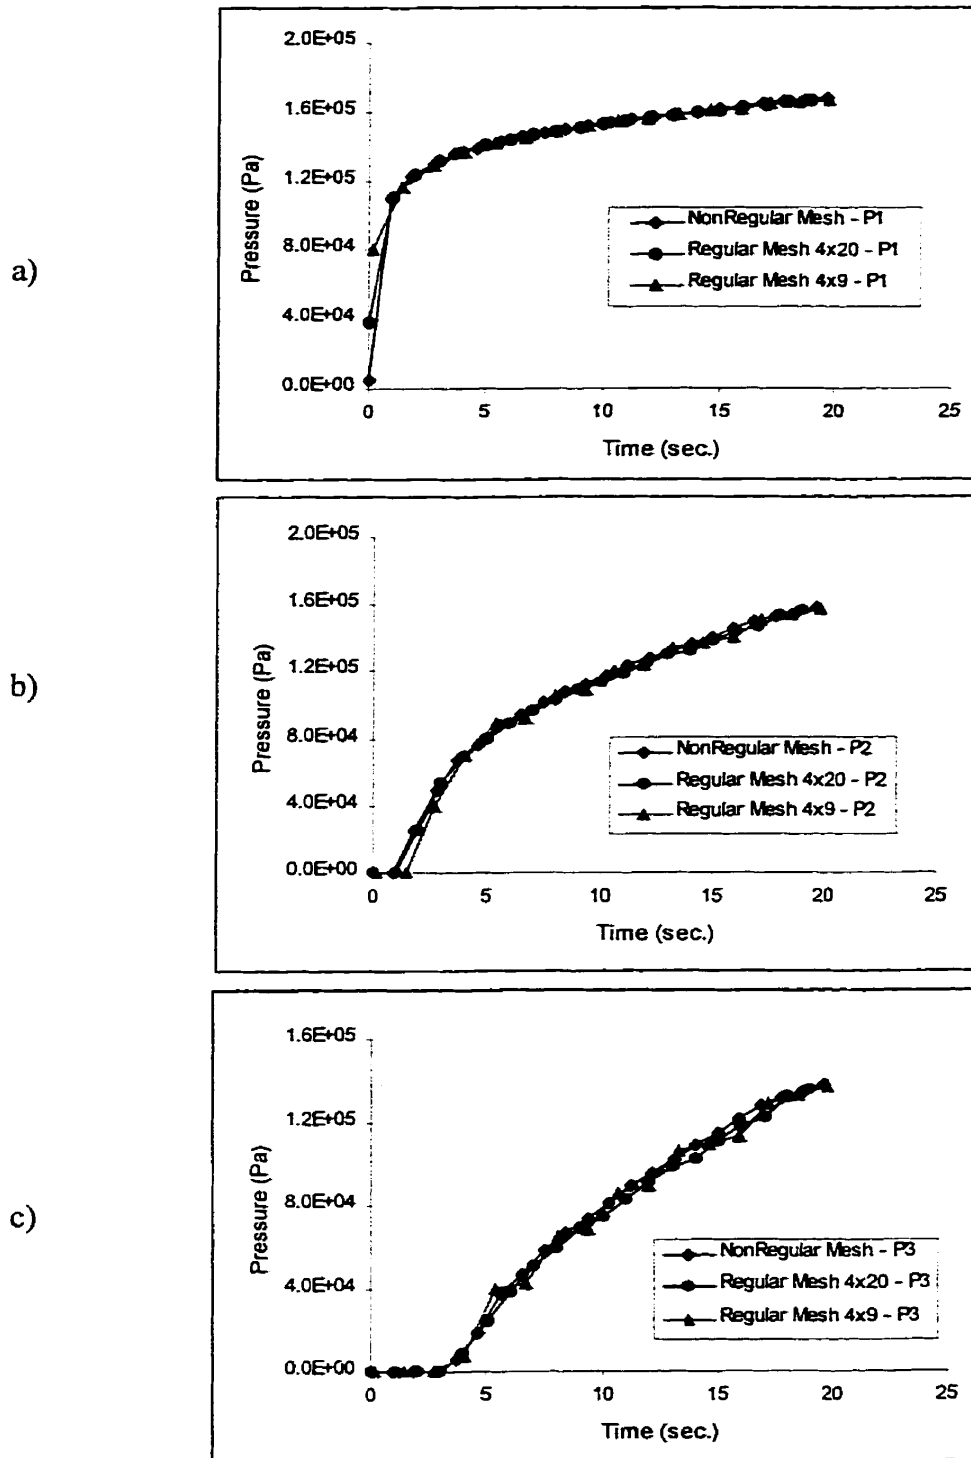 a)
2.0E+05
1.6E+05
1.2E+05
8.0E+04
4.0E+04
0.0E+00
Pressure (Pa)
NonRegular Mesh - P1
Regular Mesh 4x20 - P1
Regular Mesh 4x9 - P1
0 5 10 15 20 25
Time (sec.)
b)
2.0E+05
1.6E+05
1.2E+05
8.0E+04
4.0E+04
0.0E+00
Pressure (Pa)
NonRegular Mesh - P2
Regular Mesh 4x20 - P2
Regular Mesh 4x9 - P2
0 5 10 15 20 25
Time (sec.)
c)
1.6E+05
1.2E+05
8.0E+04
4.0E+04
0.0E+00
Pressure (Pa)
NonRegular Mesh - P3
Regular Mesh 4x20 - P3
Regular Mesh 4x9 - P3
0 5 10 15 20 25
Time (sec.)